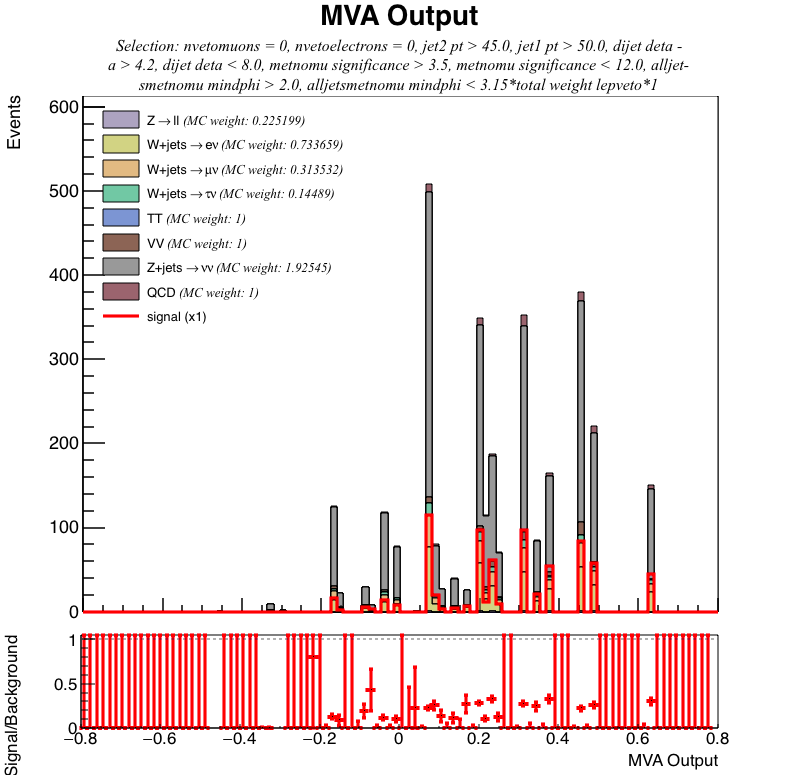 MVA Output
Selection: nvetomuons = 0, nvetoelectrons = 0, jet2 pt > 45.0, jet1 pt > 50.0, dijet deta -
a > 4.2, dijet deta < 8.0, metnomu significance > 3.5, metnomu significance < 12.0, alljet-
smetnomu mindphi > 2.0, alljetsmetnomu mindphi < 3.15*total weight lepveto*1
Events
600
500
400
300
200
100
0
Z→ll (MC weight: 0.225199)
W+jets→eν (MC weight: 0.733659)
W+jets→μν (MC weight: 0.313532)
W+jets→τν (MC weight: 0.14489)
TT (MC weight: 1)
VV (MC weight: 1)
Z+jets→νν (MC weight: 1.92545)
QCD (MC weight: 1)
signal (x1)
Signal/Background
1
0.5
0
−0.8 −0.6 −0.4 −0.2 0 0.2 0.4 0.6 0.8
MVA Output